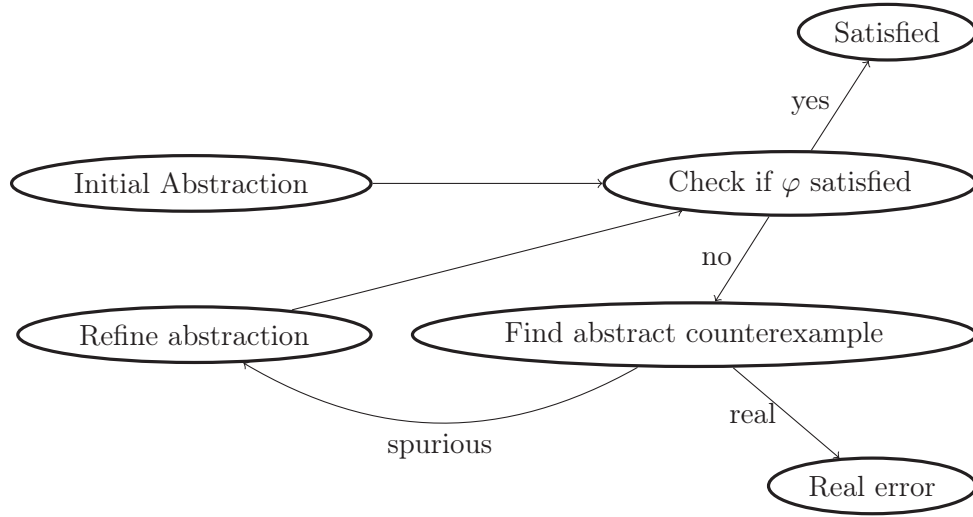 Satisfied
yes
Initial Abstraction
Check if φ satisfied
no
Refine abstraction
Find abstract counterexample
real
spurious
Real error